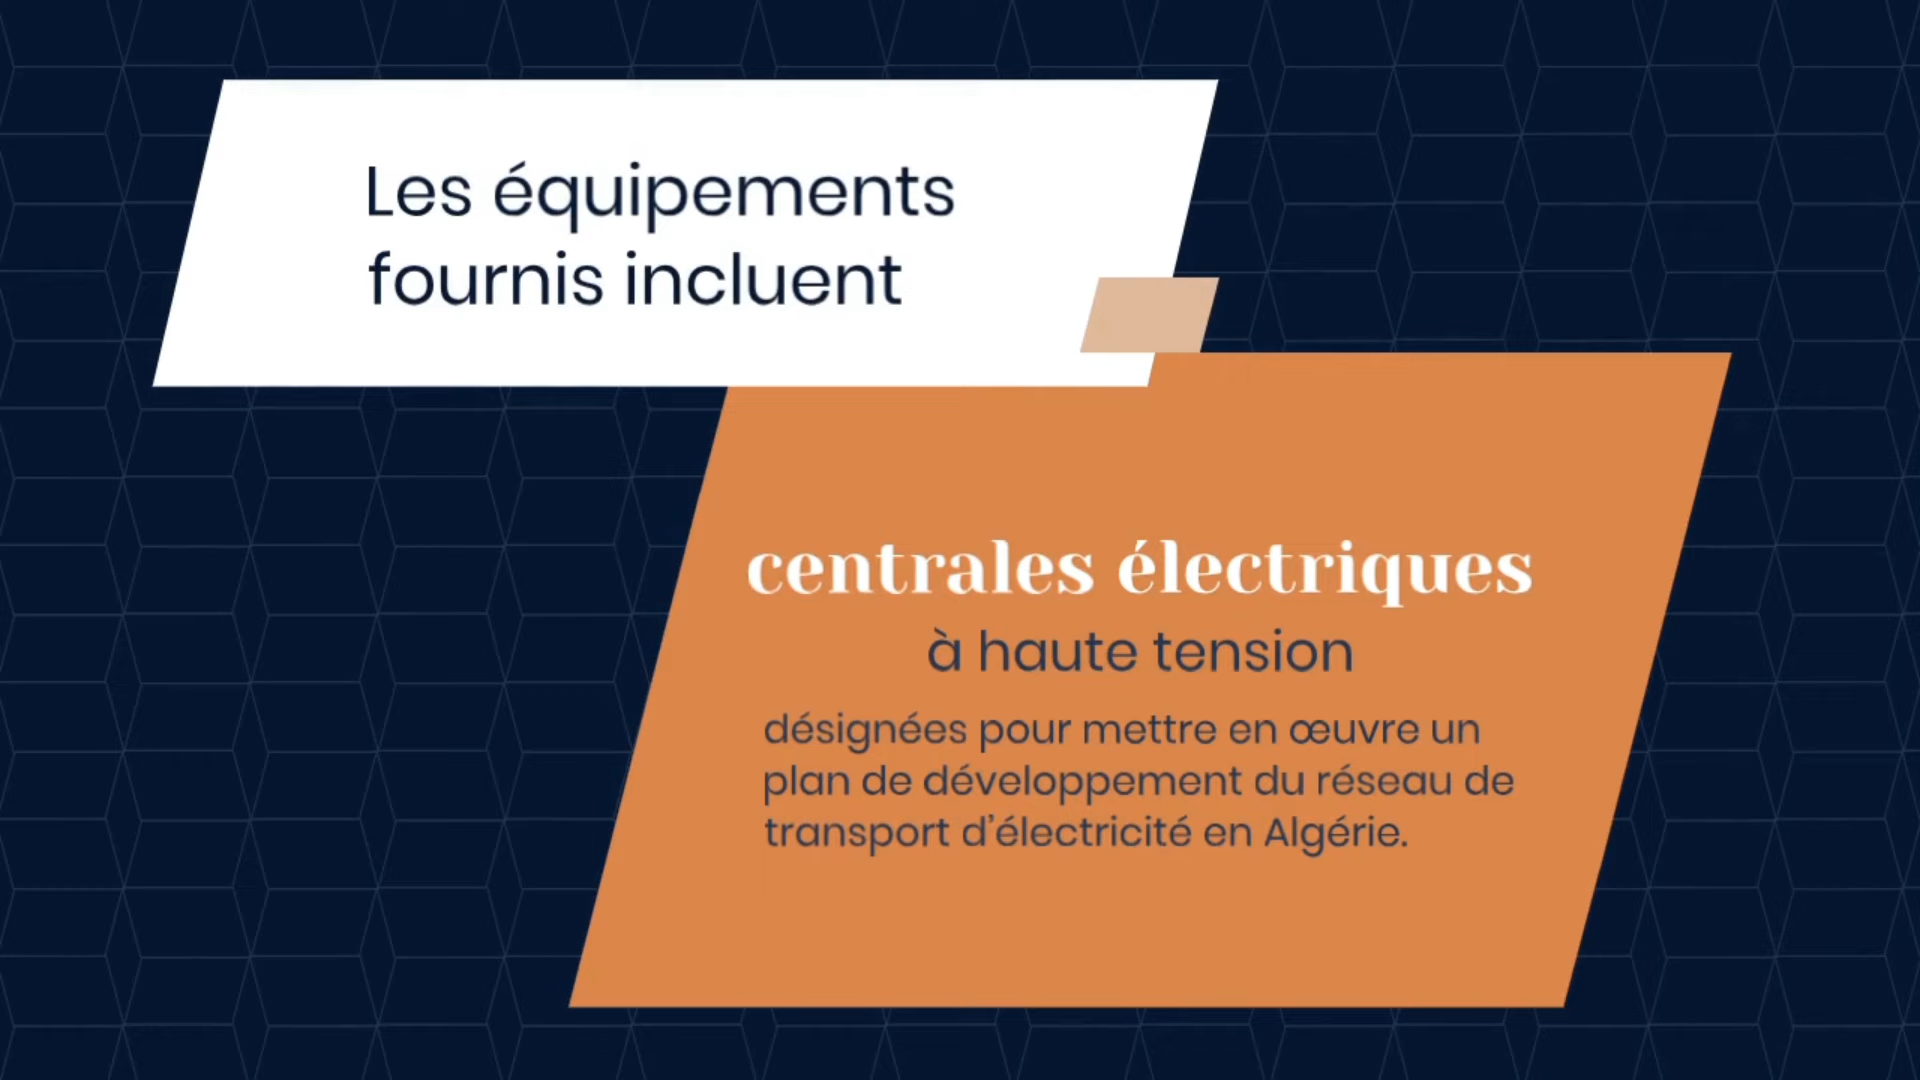 Les équipements
fournis incluent
centrales électriques
à haute tension
désignées pour mettre en œuvre un
plan de développement du réseau de
transport d'électricité en Algérie.